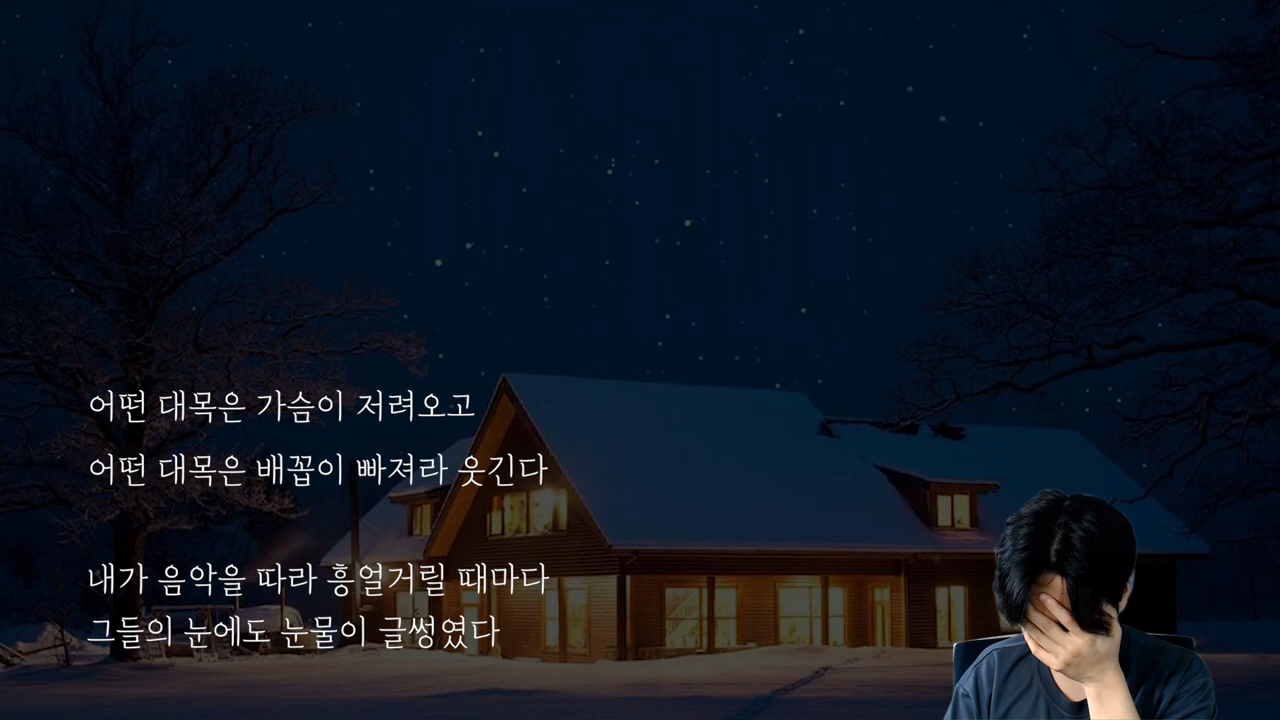 어떤 대목은 가슴이 저려오고
어떤 대목은 배꼽이 빠져라 웃긴다
내가 음악을 따라 흥얼거릴 때마다
그들의 눈에도 눈물이 글썽였다